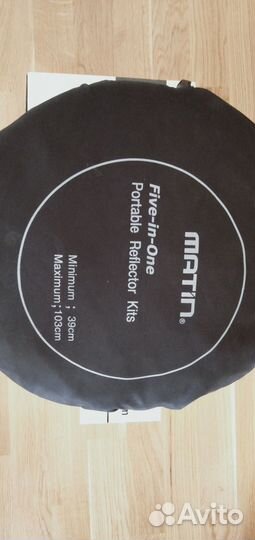 MATIN®
Five-in-One
Portable Reflector Kits
Minimum ; 39cm
Maximum ; 103cm
Avito